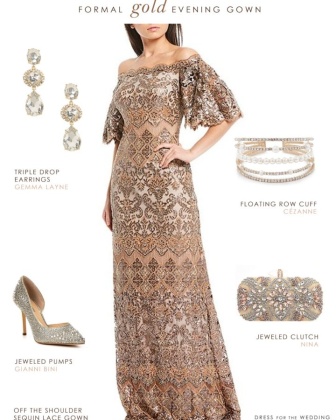 FORMAL gold EVENING GOWN
TRIPLE DROP
EARRINGS
GEMMA LAYNE
FLOATING ROW CUFF
CÉZANNE
JEWELED PUMPS
GIANNI BINI
JEWELED CLUTCH
NINA
OFF THE SHOULDER
SEQUIN LACE GOWN
DRESS FOR THE WEDDING